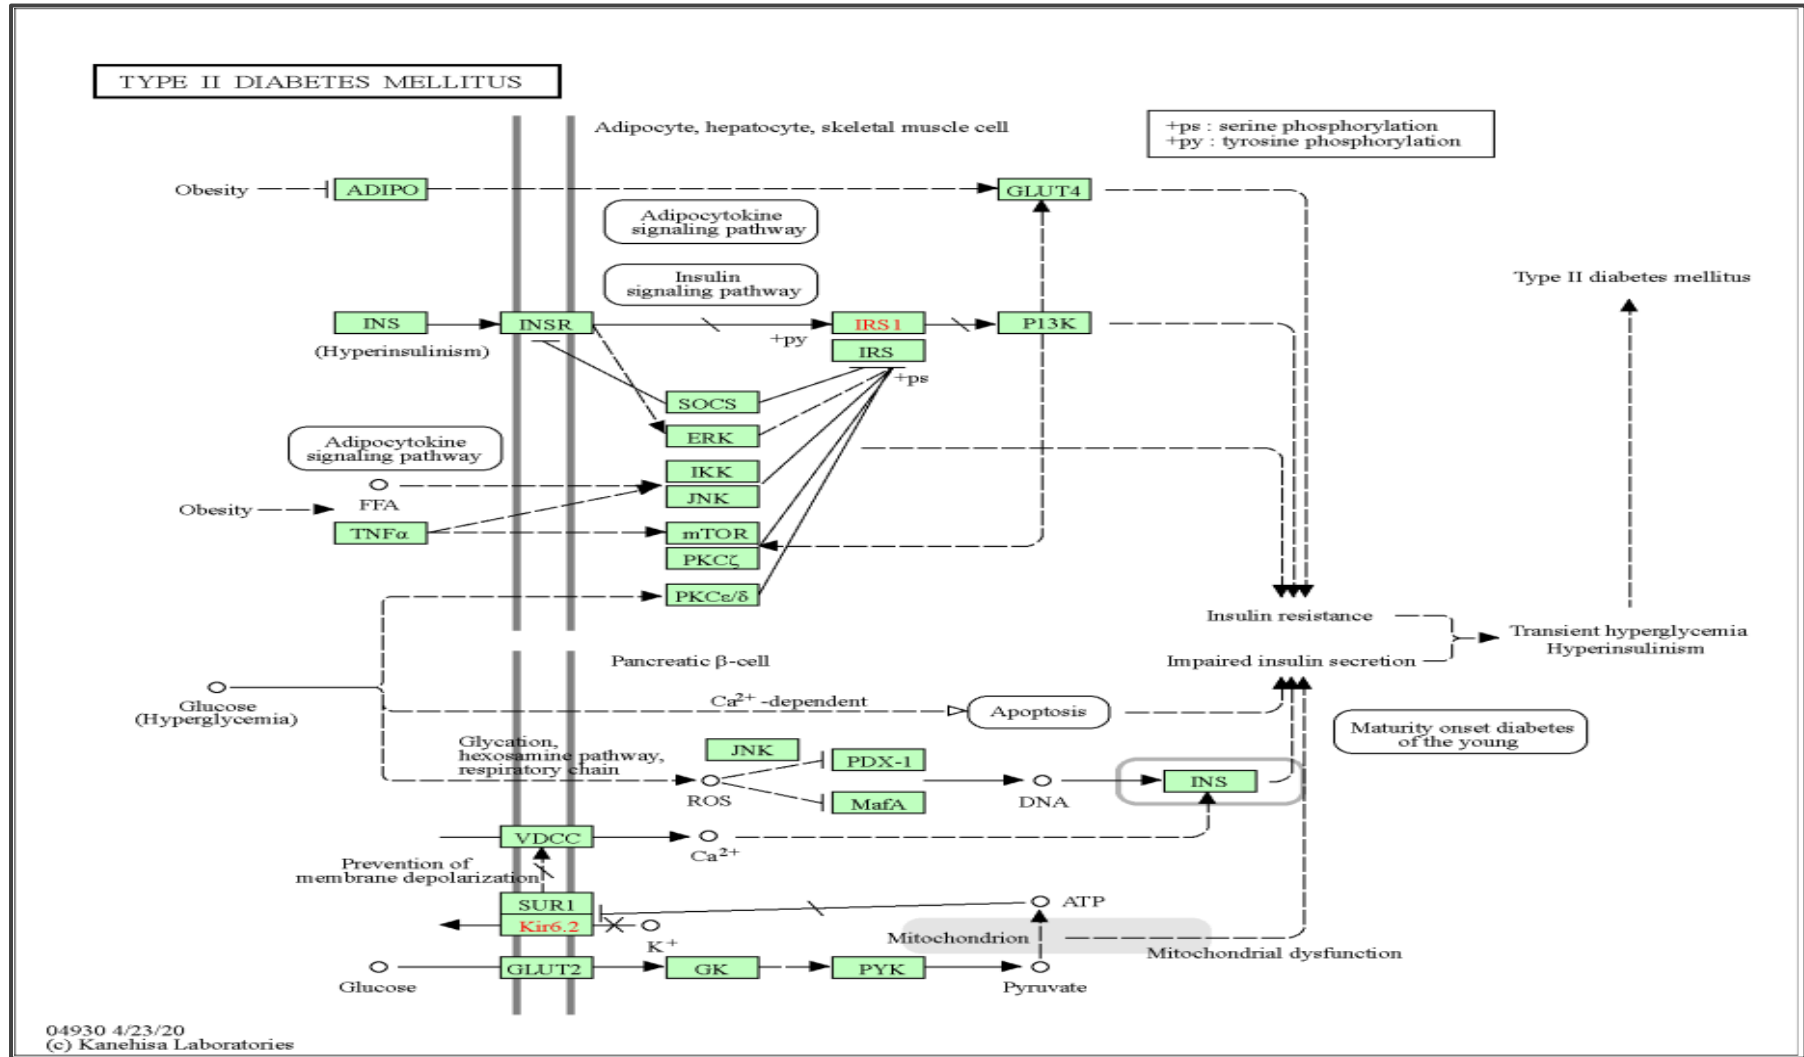 TYPE II DIABETES MELLITUS
Adipocyte, hepatocyte, skeletal muscle cell
+ps : serine phosphorylation
+py : tyrosine phosphorylation
Obesity
ADIPO
GLUT4
Adipocytokine
signaling pathway
Insulin
signaling pathway
Type II diabetes mellitus
INS
(Hyperinsulinism)
INSR
+py
IRS1
IRS
+ps
P13K
SOCS
ERK
Adipocytokine
signaling pathway
IKK
JNK
FFA
Obesity
TNFα
mTOR
PKCζ
PKCε/δ
Insulin resistance
Transient hyperglycemia
Hyperinsulinism
Impaired insulin secretion
Pancreatic β-cell
Glucose
(Hyperglycemia)
Ca2+ -dependent
Apoptosis
Maturity onset diabetes
of the young
Glycation,
hexosamine pathway,
respiratory chain
JNK
PDX-1
ROS
MafA
DNA
INS
VDCC
Ca2+
Prevention of
membrane depolarization
SUR1
Kir6.2
K+
ATP
Mitochondrion
Mitochondrial dysfunction
Glucose
GLUT2
GK
PYK
Pyruvate
04930 4/23/20
(c) Kanehisa Laboratories